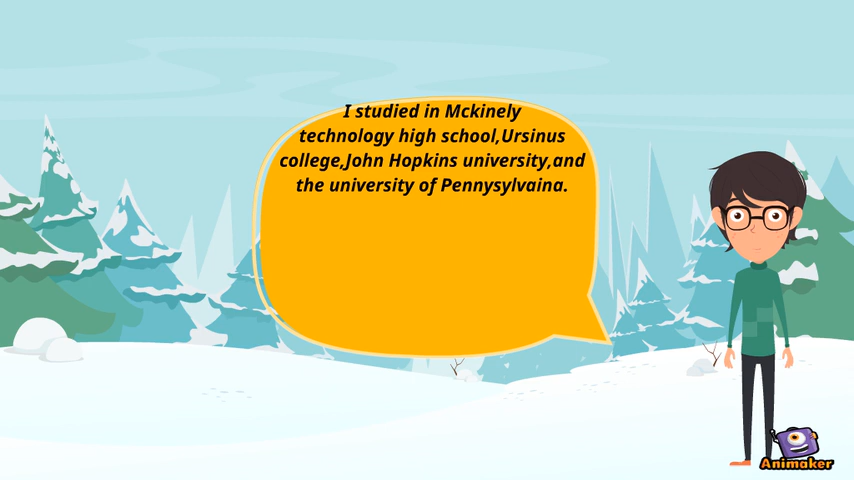 I studied in Mckinely
technology high school,Ursinus
college,John Hopkins university,and
the university of Pennysylvaina.
Animaker